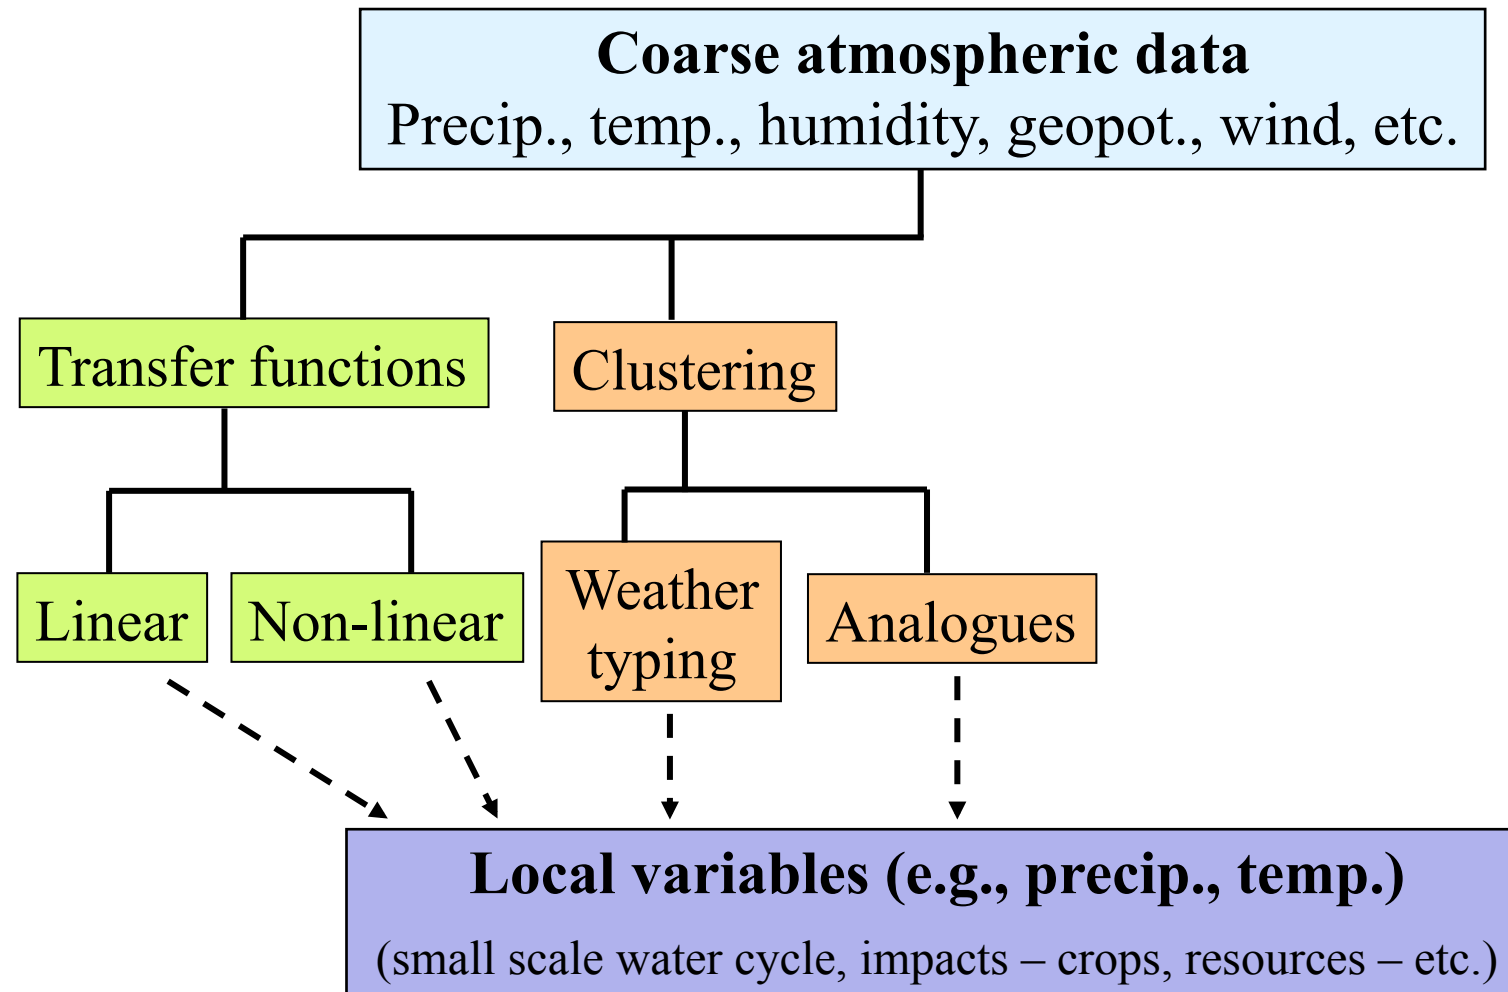 Coarse atmospheric data
Precip., temp., humidity, geopot., wind, etc.
Transfer functions
Clustering
Linear
Non-linear
Weather
typing
Analogues
Local variables (e.g., precip., temp.)
(small scale water cycle, impacts – crops, resources – etc.)